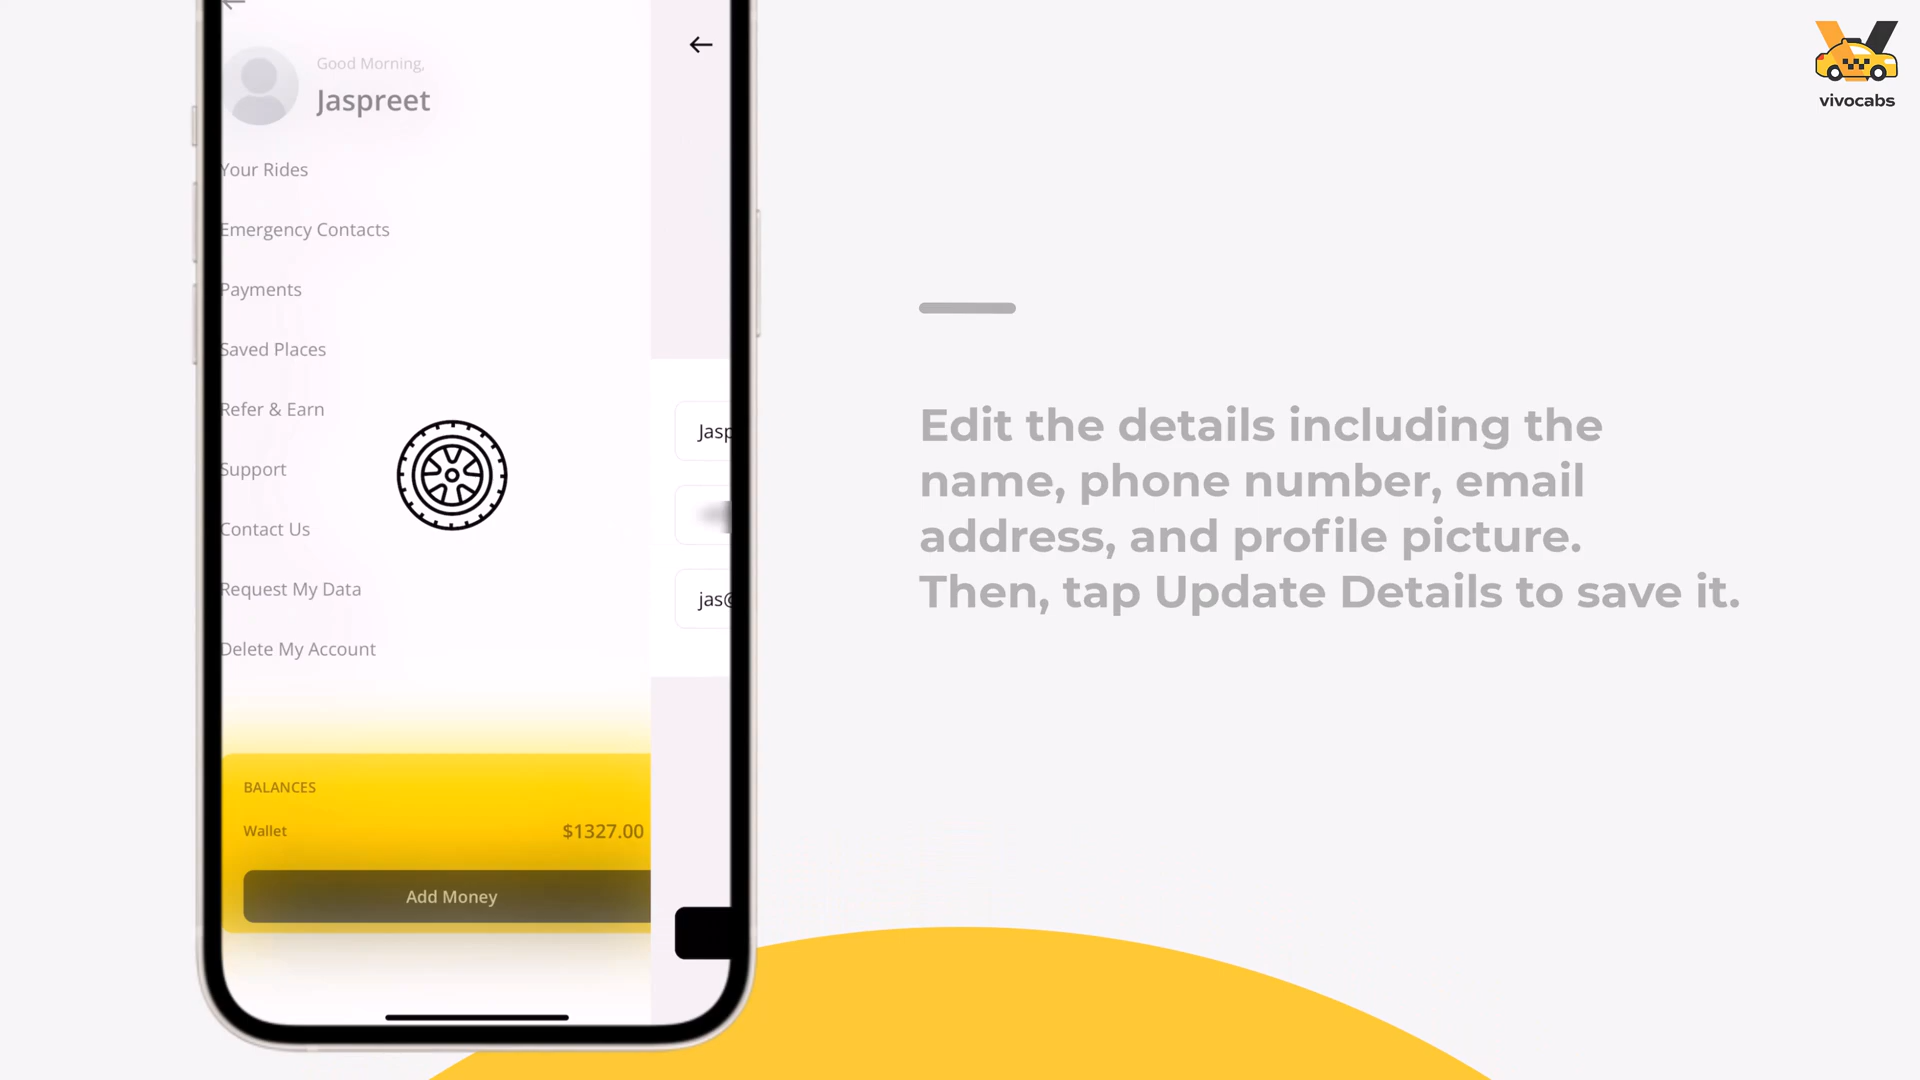 vivocabs
Good Morning,
Jaspreet
Your Rides
Emergency Contacts
Payments
Saved Places
Refer & Earn
Support
Contact Us
Request My Data
Delete My Account
BALANCES
Wallet $1327.00
Add Money
Jasp
jas@
Edit the details including the
name, phone number, email
address, and profile picture.
Then, tap Update Details to save it.